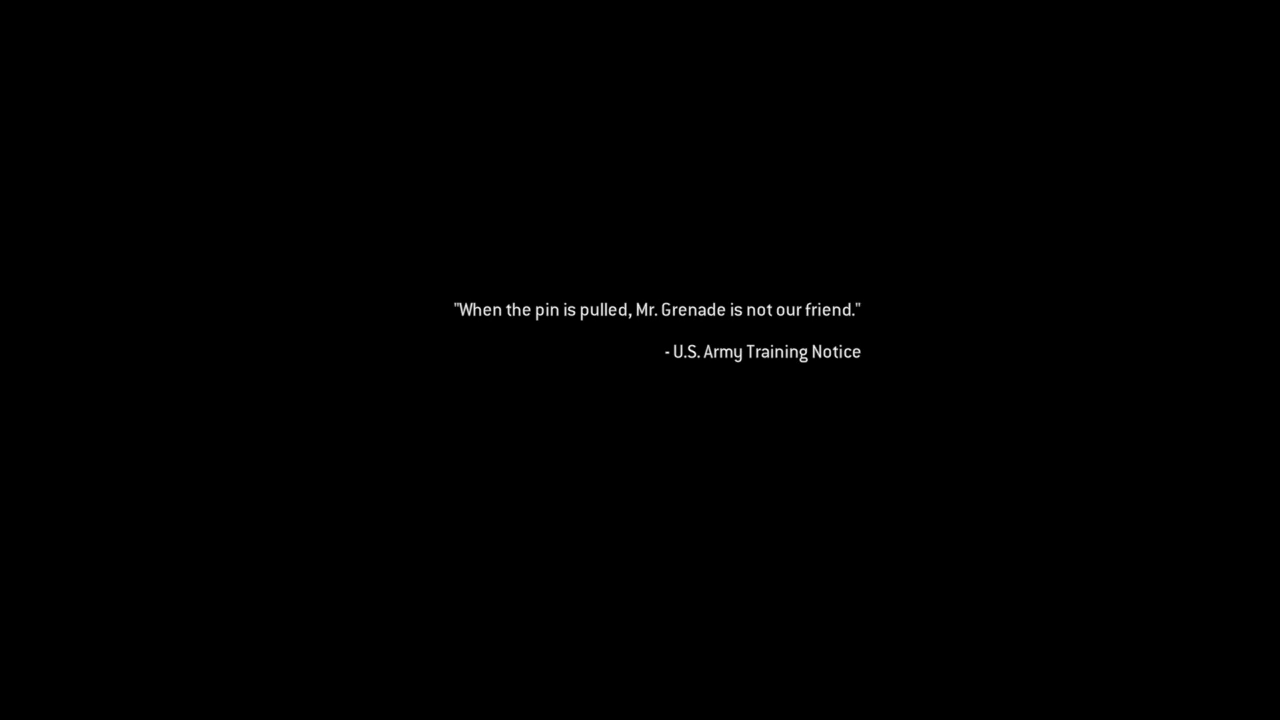 "When the pin is pulled, Mr. Grenade is not our friend."
- U.S. Army Training Notice